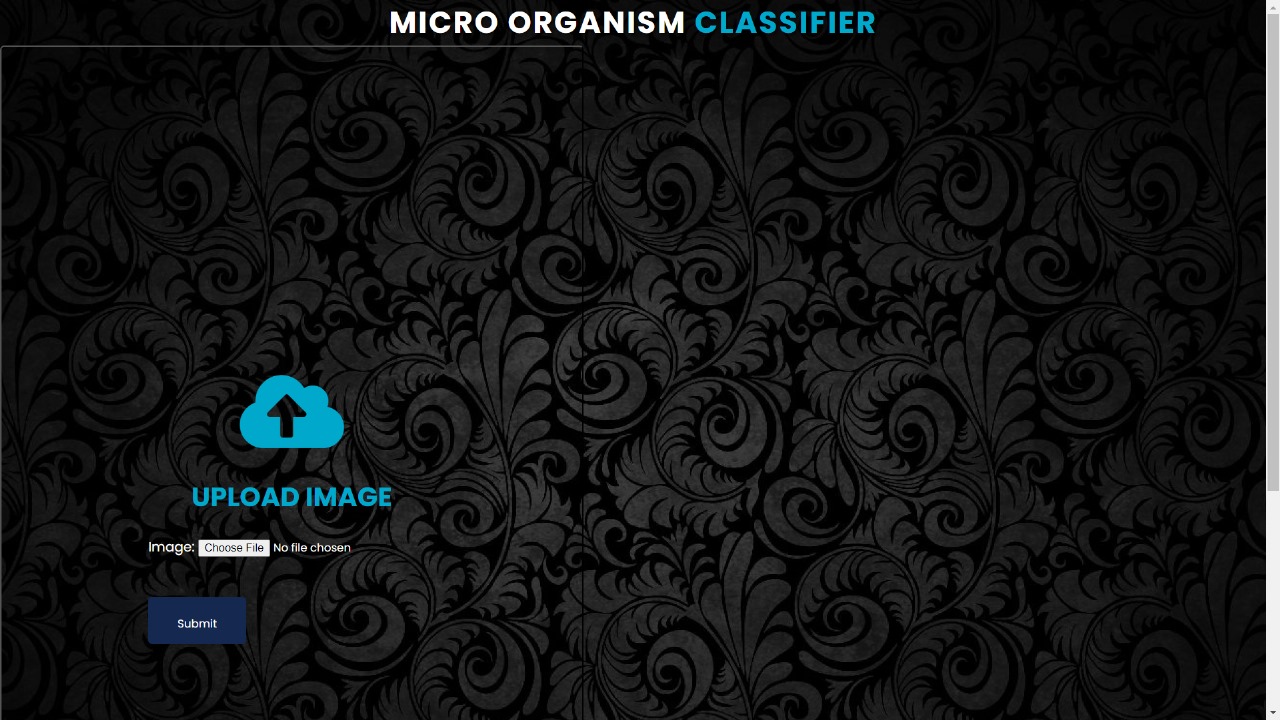 MICRO ORGANISM CLASSIFIER
UPLOAD IMAGE
Image: Choose File No file chosen
Submit